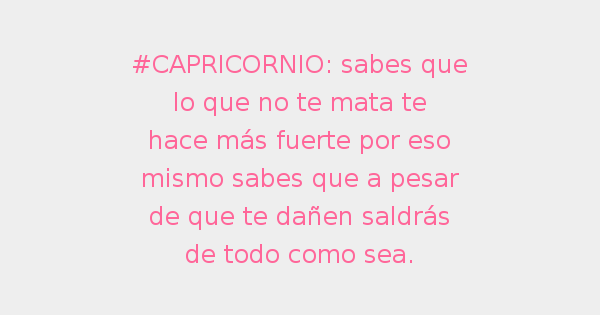 #CAPRICORNIO: sabes que
lo que no te mata te
hace más fuerte por eso
mismo sabes que a pesar
de que te dañen saldrás
de todo como sea.